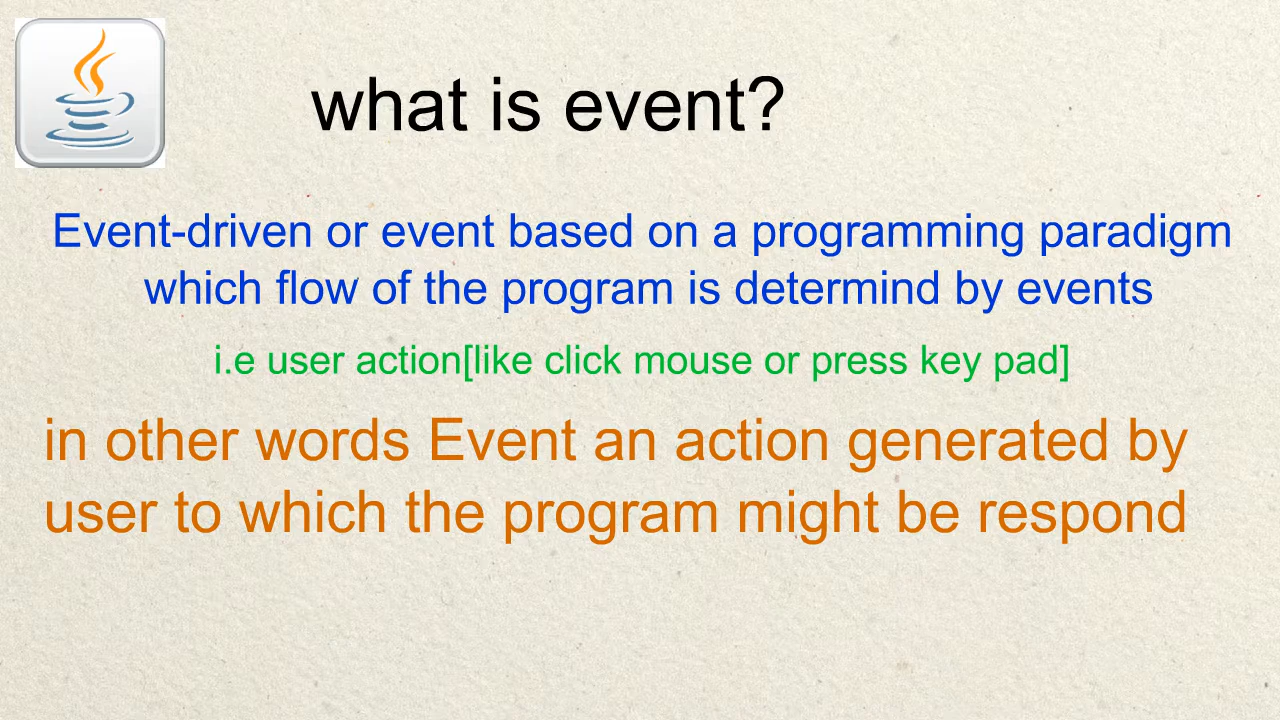 what is event?
Event-driven or event based on a programming paradigm
which flow of the program is determind by events
i.e user action[like click mouse or press key pad]
in other words Event an action generated by
user to which the program might be respond